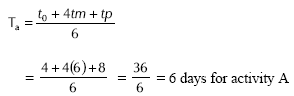 Tₐ = (t₀ + 4tm + tp) / 6
= (4 + 4(6) + 8) / 6 = 36 / 6 = 6 days for activity A